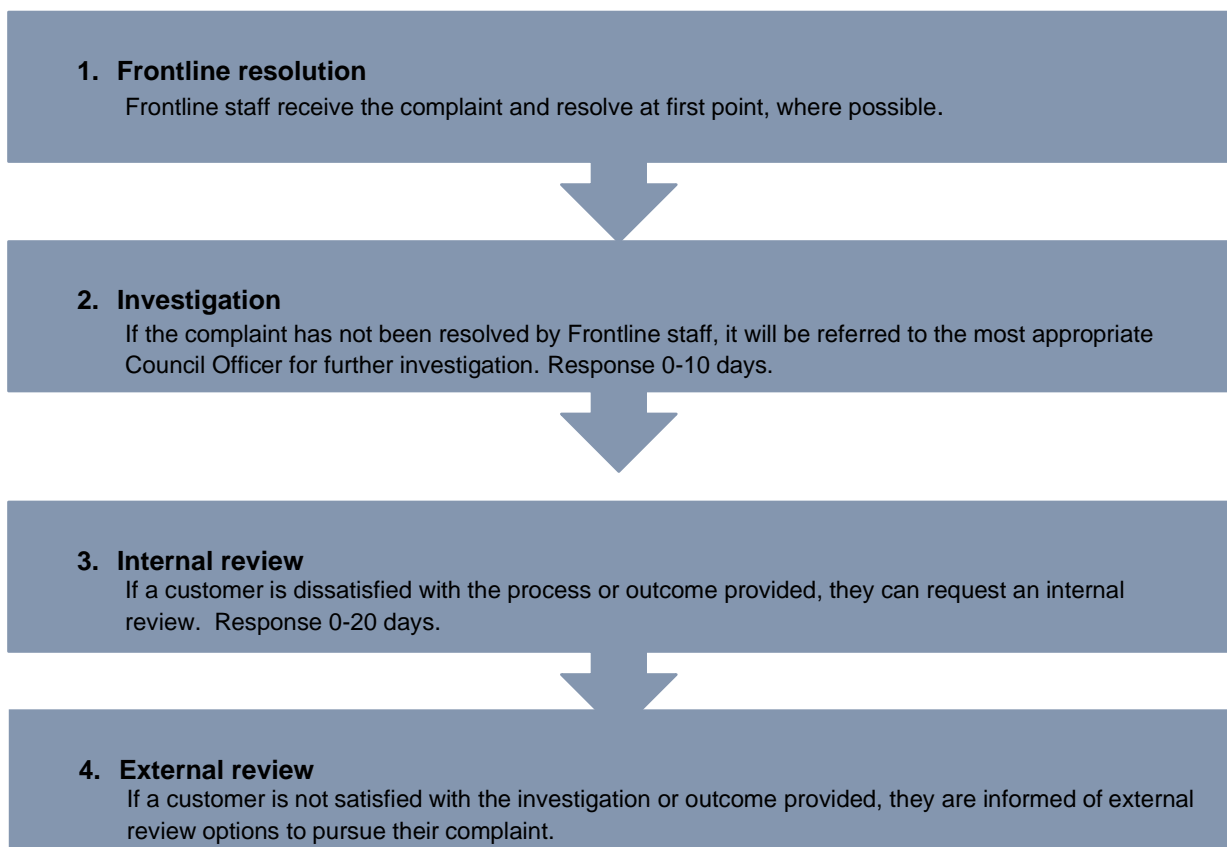 1. Frontline resolution
Frontline staff receive the complaint and resolve at first point, where possible.
2. Investigation
If the complaint has not been resolved by Frontline staff, it will be referred to the most appropriate
Council Officer for further investigation. Response 0-10 days.
3. Internal review
If a customer is dissatisfied with the process or outcome provided, they can request an internal
review.  Response 0-20 days.
4. External review
If a customer is not satisfied with the investigation or outcome provided, they are informed of external
review options to pursue their complaint.